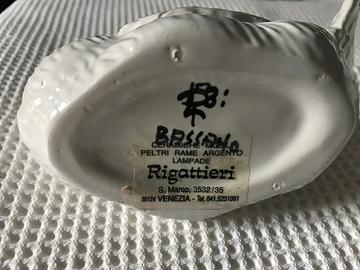 B:
BASSANO
CERAMICHE
PELTRI RAME ARGENTO
LAMPADE
Rigattieri
S. Marco, 3532/35
30124 VENEZIA - Tel. 041.5231081